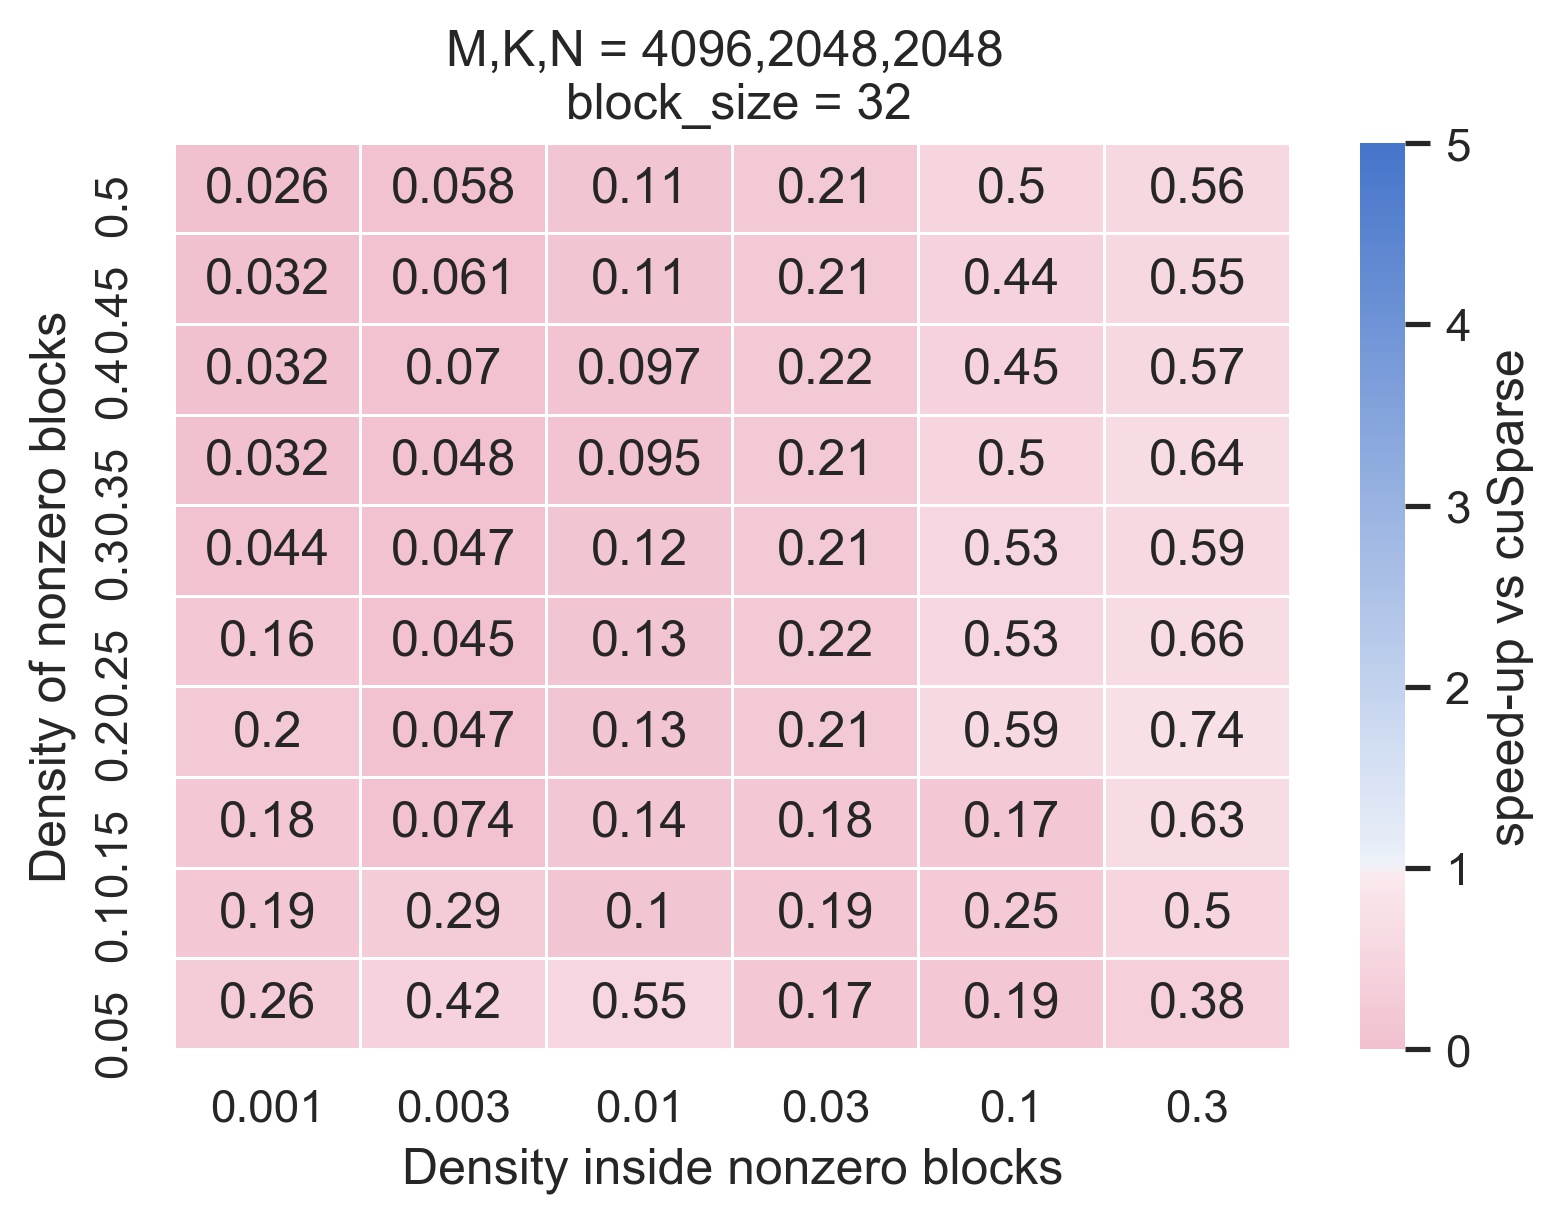 M,K,N = 4096,2048,2048
block_size = 32
Density of nonzero blocks
0.5 0.026 0.058 0.11 0.21 0.5 0.56
0.45 0.032 0.061 0.11 0.21 0.44 0.55
0.4 0.032 0.07 0.097 0.22 0.45 0.57
0.35 0.032 0.048 0.095 0.21 0.5 0.64
0.3 0.044 0.047 0.12 0.21 0.53 0.59
0.25 0.16 0.045 0.13 0.22 0.53 0.66
0.2 0.2 0.047 0.13 0.21 0.59 0.74
0.15 0.18 0.074 0.14 0.18 0.17 0.63
0.1 0.19 0.29 0.1 0.19 0.25 0.5
0.05 0.26 0.42 0.55 0.17 0.19 0.38
0.001 0.003 0.01 0.03 0.1 0.3
Density inside nonzero blocks
5
4
3
2
1
0
speed-up vs cuSparse